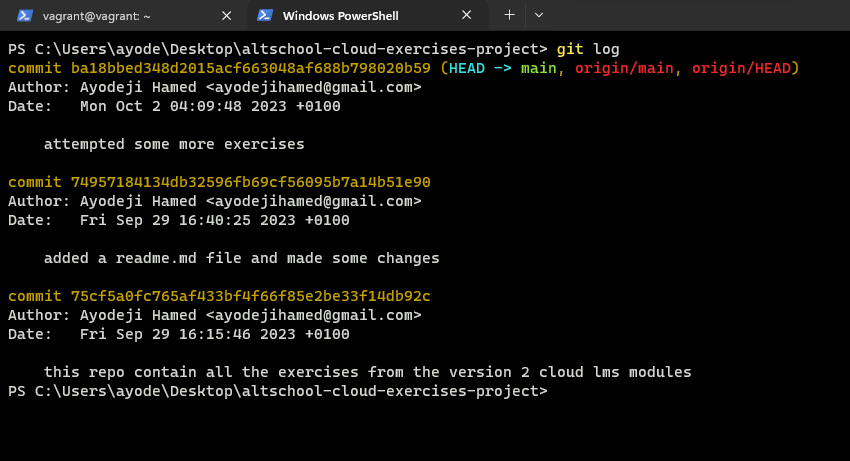 vagrant@vagrant: ~
Windows PowerShell
PS C:\Users\ayode\Desktop\altschool-cloud-exercises-project> git log
commit ba18bbed348d2015acf663048af688b798020b59 (HEAD -> main, origin/main, origin/HEAD)
Author: Ayodeji Hamed <ayodejihamed@gmail.com>
Date:   Mon Oct 2 04:09:48 2023 +0100
    attempted some more exercises
commit 74957184134db32596fb69cf56095b7a14b51e90
Author: Ayodeji Hamed <ayodejihamed@gmail.com>
Date:   Fri Sep 29 16:40:25 2023 +0100
    added a readme.md file and made some changes
commit 75cf5a0fc765af433bf4f66f85e2be33f14db92c
Author: Ayodeji Hamed <ayodejihamed@gmail.com>
Date:   Fri Sep 29 16:15:46 2023 +0100
    this repo contain all the exercises from the version 2 cloud lms modules
PS C:\Users\ayode\Desktop\altschool-cloud-exercises-project>